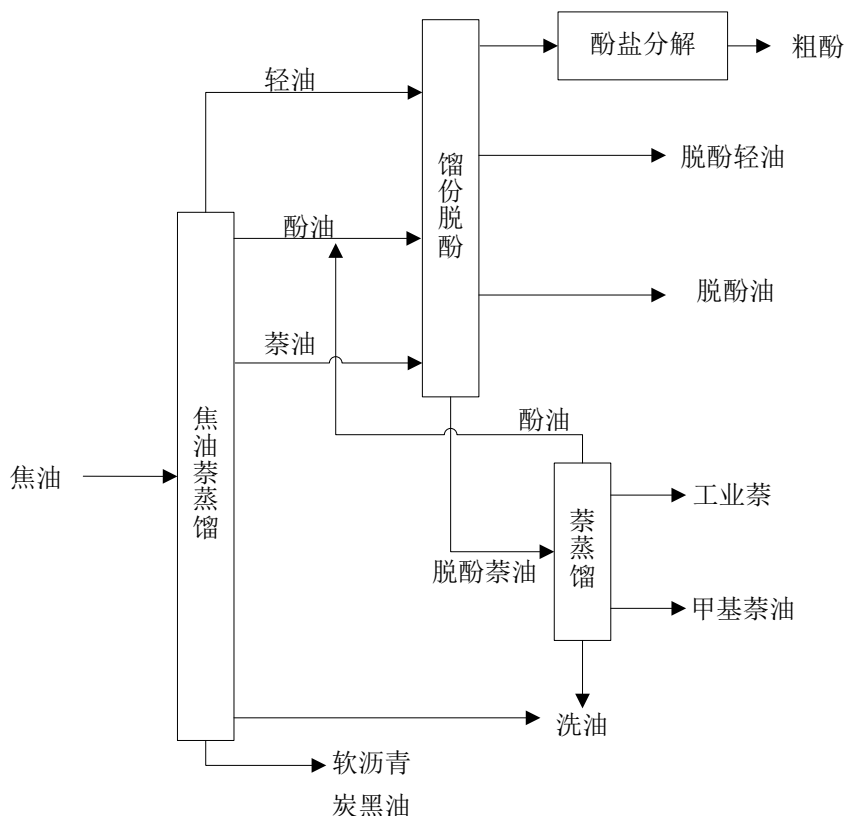 酚盐分解
粗酚
轻油
馏份脱酚
脱酚轻油
酚油
脱酚油
萘油
焦油萘蒸馏
酚油
焦油
工业萘
萘蒸馏
脱酚萘油
甲基萘油
洗油
软沥青
炭黑油